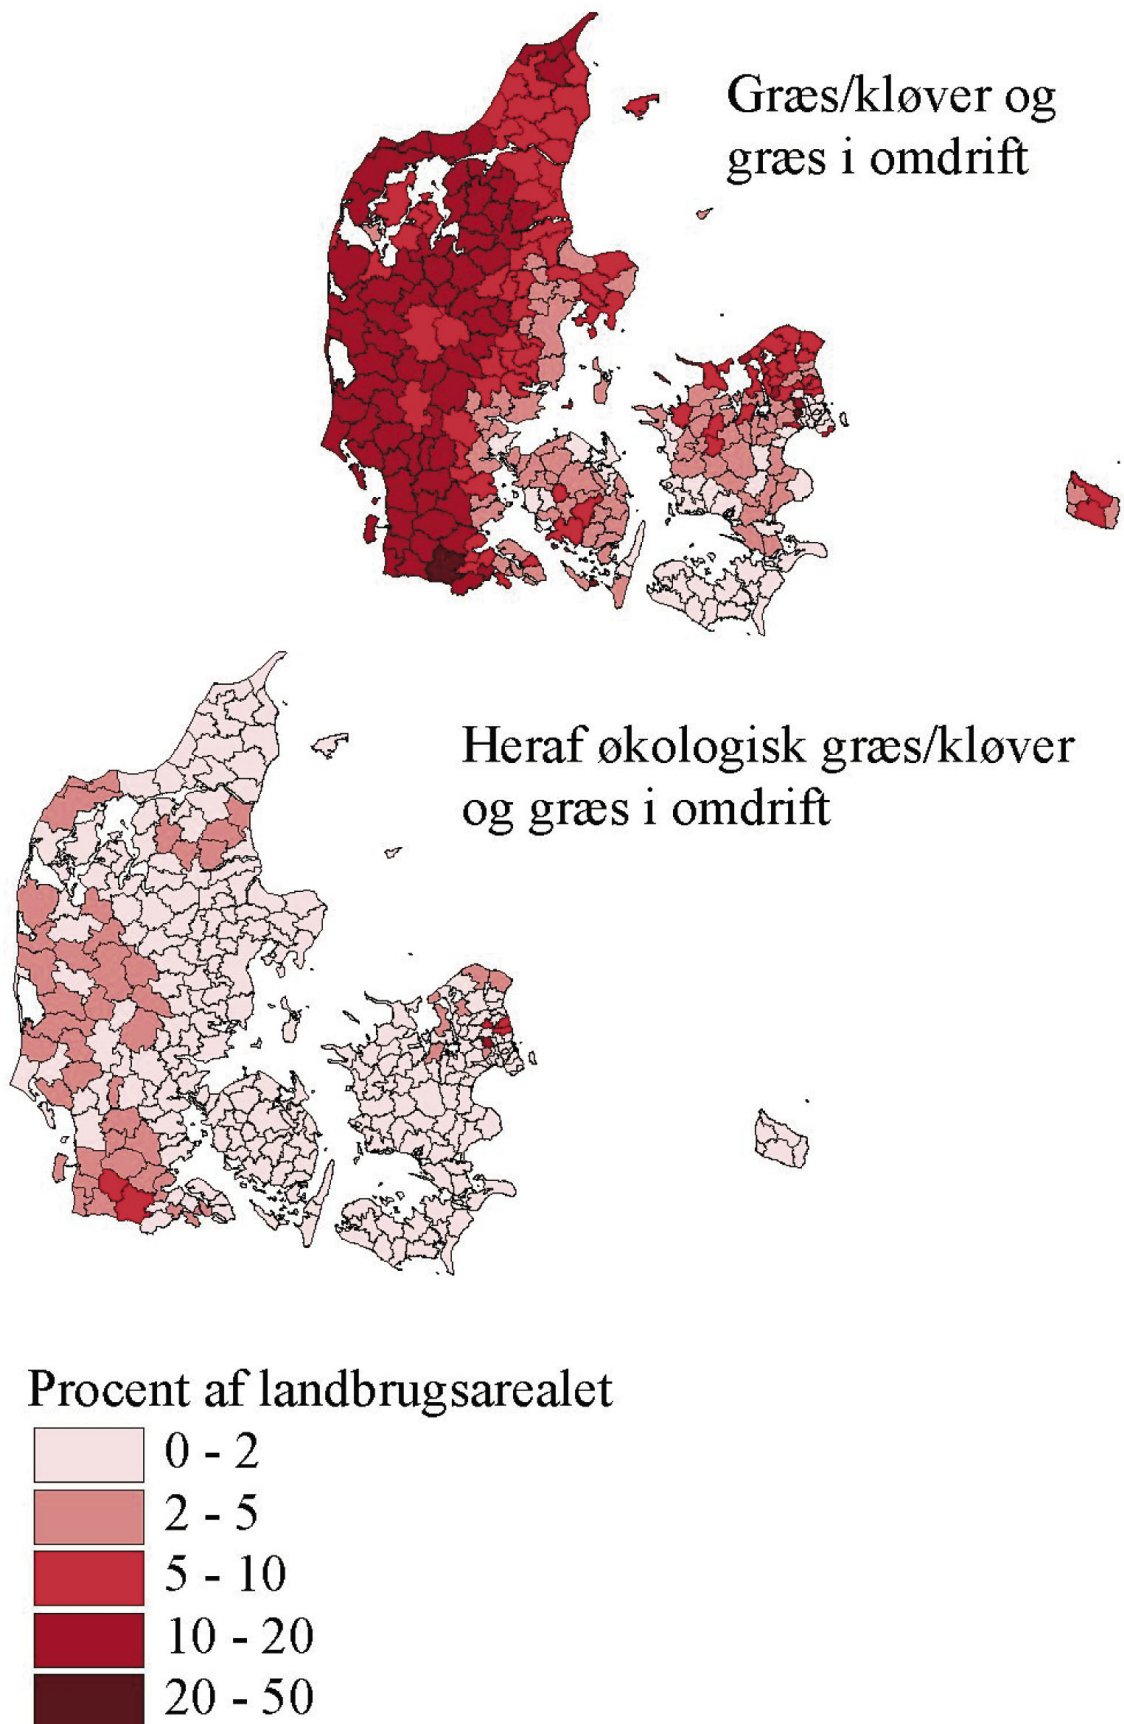 Græs/kløver og
græs i omdrift
Heraf økologisk græs/kløver
og græs i omdrift
Procent af landbrugsarealet
0 - 2
2 - 5
5 - 10
10 - 20
20 - 50